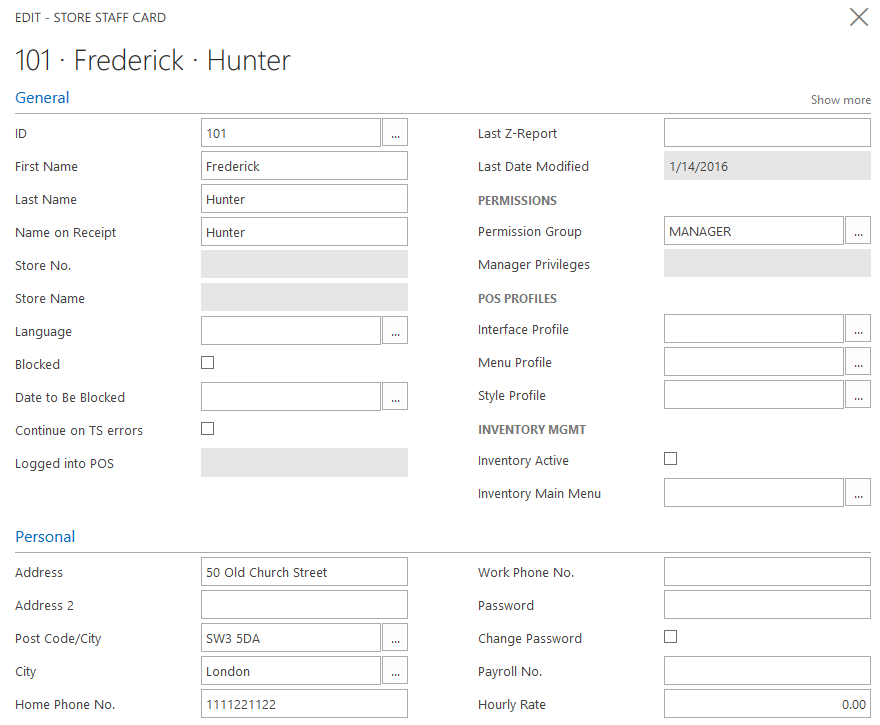 EDIT - STORE STAFF CARD
101 · Frederick · Hunter
General
Show more
ID
101
...
First Name
Frederick
Last Name
Hunter
Name on Receipt
Hunter
Store No.
Store Name
Language
...
Blocked
Date to Be Blocked
...
Continue on TS errors
Logged into POS
Last Z-Report
Last Date Modified
1/14/2016
PERMISSIONS
Permission Group
MANAGER
...
Manager Privileges
POS PROFILES
Interface Profile
...
Menu Profile
...
Style Profile
...
INVENTORY MGMT
Inventory Active
Inventory Main Menu
...
Personal
Address
50 Old Church Street
Address 2
Post Code/City
SW3 5DA
...
City
London
...
Home Phone No.
1111221122
Work Phone No.
Password
Change Password
Payroll No.
Hourly Rate
0.00